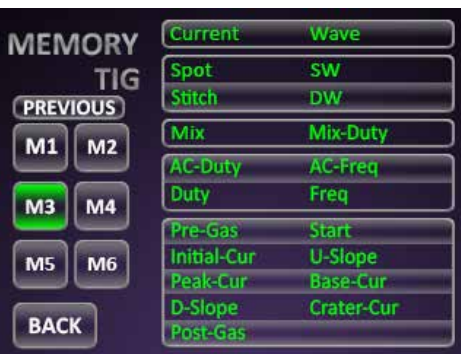 MEMORY
TIG
PREVIOUS
M1 M2
M3 M4
M5 M6
BACK
Current Wave
Spot SW
Stitch DW
Mix Mix-Duty
AC-Duty AC-Freq
Duty Freq
Pre-Gas Start
Initial-Cur U-Slope
Peak-Cur Base-Cur
D-Slope Crater-Cur
Post-Gas